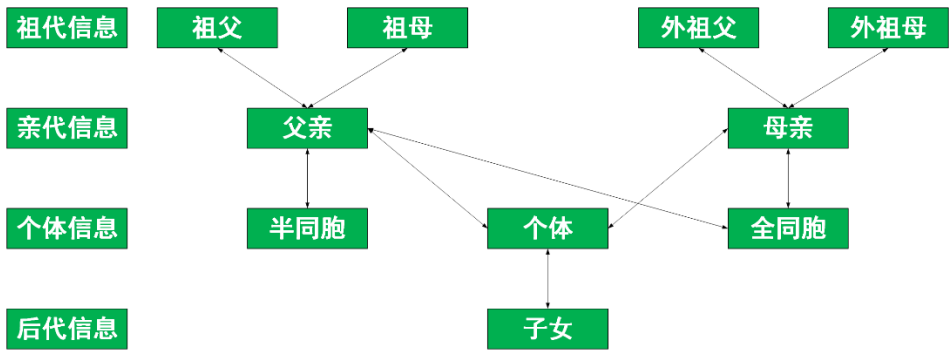 祖代信息 祖父 祖母 外祖父 外祖母
亲代信息 父亲 母亲
个体信息 半同胞 个体 全同胞
后代信息 子女